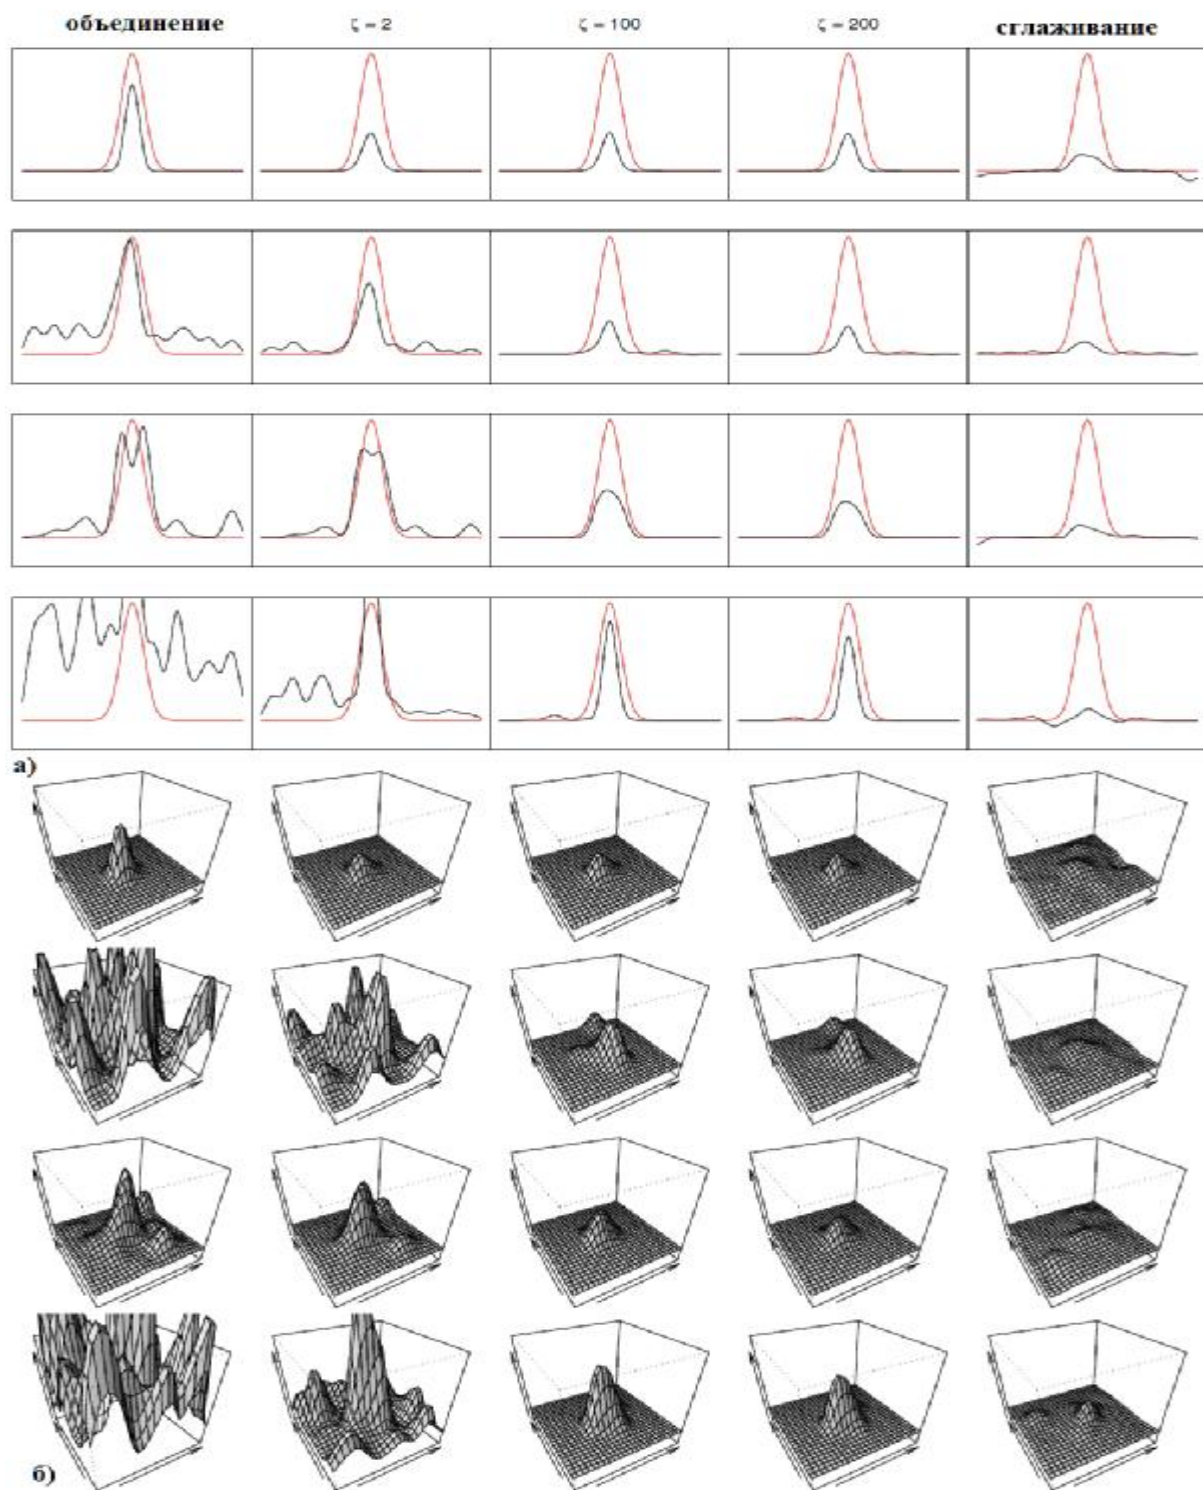 объединение
ζ = 2
ζ = 100
ζ = 200
сглаживание
а)
б)